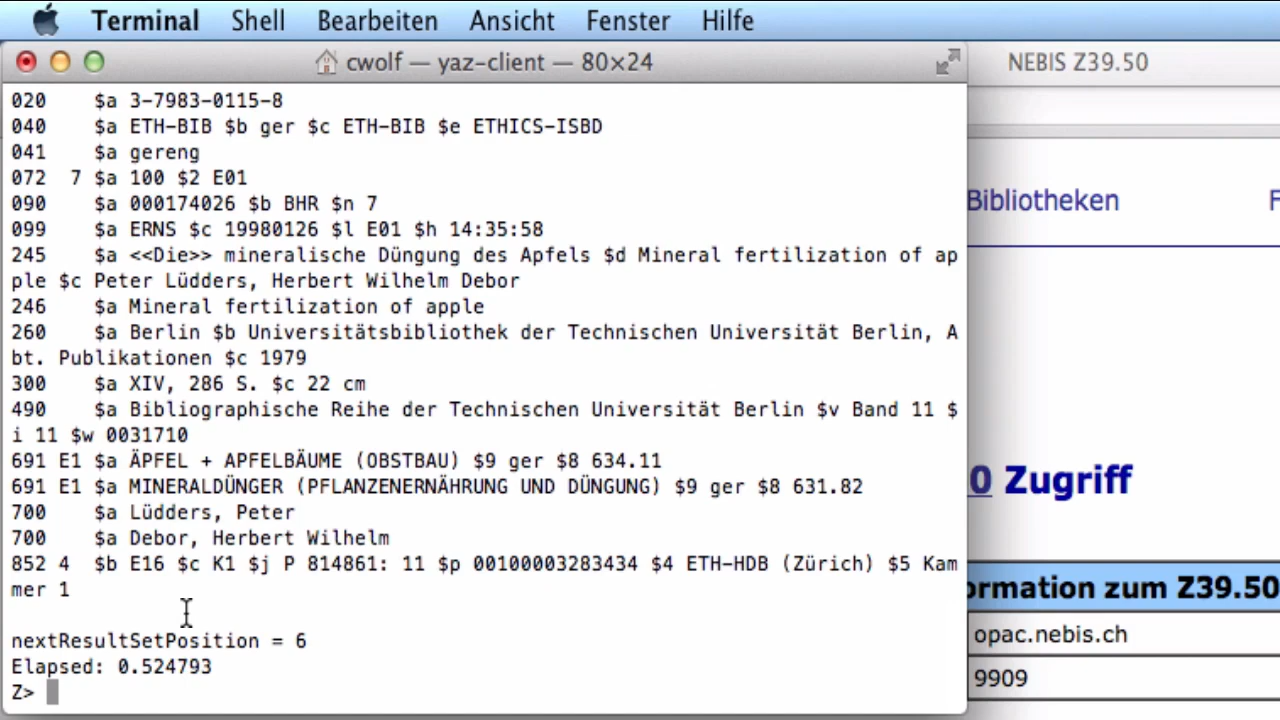 Terminal Shell Bearbeiten Ansicht Fenster Hilfe
cwolf — yaz-client — 80×24
020    $a 3-7983-0115-8
040    $a ETH-BIB $b ger $c ETH-BIB $e ETHICS-ISBD
041    $a gereng
072  7 $a 100 $2 E01
090    $a 000174026 $b BHR $n 7
099    $a ERNS $c 19980126 $l E01 $h 14:35:58
245    $a <<Die>> mineralische Düngung des Apfels $d Mineral fertilization of ap
ple $c Peter Lüdders, Herbert Wilhelm Debor
246    $a Mineral fertilization of apple
260    $a Berlin $b Universitätsbibliothek der Technischen Universität Berlin, A
bt. Publikationen $c 1979
300    $a XIV, 286 S. $c 22 cm
490    $a Bibliographische Reihe der Technischen Universität Berlin $v Band 11 $
i 11 $w 0031710
691 E1 $a ÄPFEL + APFELBÄUME (OBSTBAU) $9 ger $8 634.11
691 E1 $a MINERALDÜNGER (PFLANZENERNÄHRUNG UND DÜNGUNG) $9 ger $8 631.82
700    $a Lüdders, Peter
700    $a Debor, Herbert Wilhelm
852 4  $b E16 $c K1 $j P 814861: 11 $p 00100003283434 $4 ETH-HDB (Zürich) $5 Kam
mer 1
nextResultSetPosition = 6
Elapsed: 0.524793
Z>
NEBIS Z39.50
Bibliotheken F
0 Zugriff
ormation zum Z39.50
opac.nebis.ch
9909